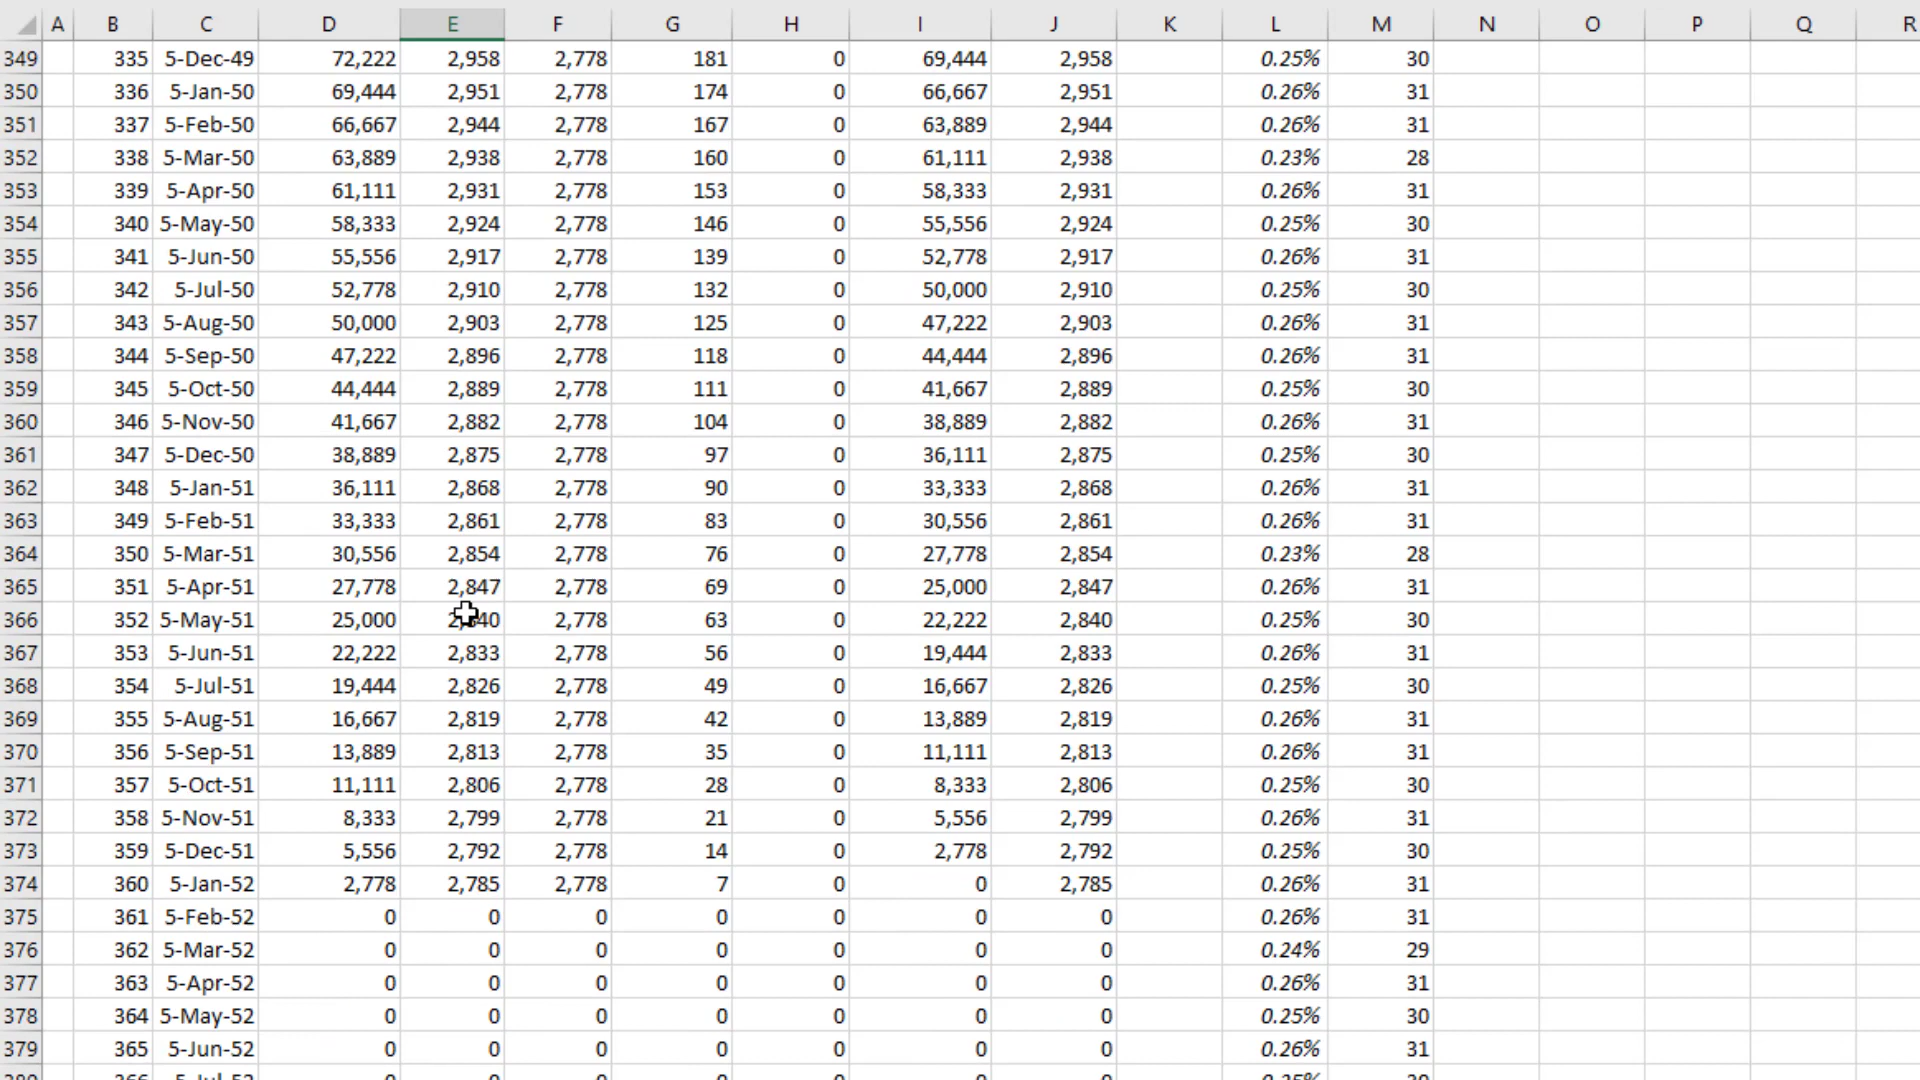 A B C D E F G H I J K L M N O P Q R
349 335 5-Dec-49 72,222 2,958 2,778 181 0 69,444 2,958 0.25% 30
350 336 5-Jan-50 69,444 2,951 2,778 174 0 66,667 2,951 0.26% 31
351 337 5-Feb-50 66,667 2,944 2,778 167 0 63,889 2,944 0.26% 31
352 338 5-Mar-50 63,889 2,938 2,778 160 0 61,111 2,938 0.23% 28
353 339 5-Apr-50 61,111 2,931 2,778 153 0 58,333 2,931 0.26% 31
354 340 5-May-50 58,333 2,924 2,778 146 0 55,556 2,924 0.25% 30
355 341 5-Jun-50 55,556 2,917 2,778 139 0 52,778 2,917 0.26% 31
356 342 5-Jul-50 52,778 2,910 2,778 132 0 50,000 2,910 0.25% 30
357 343 5-Aug-50 50,000 2,903 2,778 125 0 47,222 2,903 0.26% 31
358 344 5-Sep-50 47,222 2,896 2,778 118 0 44,444 2,896 0.26% 31
359 345 5-Oct-50 44,444 2,889 2,778 111 0 41,667 2,889 0.25% 30
360 346 5-Nov-50 41,667 2,882 2,778 104 0 38,889 2,882 0.26% 31
361 347 5-Dec-50 38,889 2,875 2,778 97 0 36,111 2,875 0.25% 30
362 348 5-Jan-51 36,111 2,868 2,778 90 0 33,333 2,868 0.26% 31
363 349 5-Feb-51 33,333 2,861 2,778 83 0 30,556 2,861 0.26% 31
364 350 5-Mar-51 30,556 2,854 2,778 76 0 27,778 2,854 0.23% 28
365 351 5-Apr-51 27,778 2,847 2,778 69 0 25,000 2,847 0.26% 31
366 352 5-May-51 25,000 2,778 63 0 22,222 2,840 0.25% 30
367 353 5-Jun-51 22,222 2,833 2,778 56 0 19,444 2,833 0.26% 31
368 354 5-Jul-51 19,444 2,826 2,778 49 0 16,667 2,826 0.25% 30
369 355 5-Aug-51 16,667 2,819 2,778 42 0 13,889 2,819 0.26% 31
370 356 5-Sep-51 13,889 2,813 2,778 35 0 11,111 2,813 0.26% 31
371 357 5-Oct-51 11,111 2,806 2,778 28 0 8,333 2,806 0.25% 30
372 358 5-Nov-51 8,333 2,799 2,778 21 0 5,556 2,799 0.26% 31
373 359 5-Dec-51 5,556 2,792 2,778 14 0 2,778 2,792 0.25% 30
374 360 5-Jan-52 2,778 2,785 2,778 7 0 0 2,785 0.26% 31
375 361 5-Feb-52 0 0 0 0 0 0 0 0.26% 31
376 362 5-Mar-52 0 0 0 0 0 0 0 0.24% 29
377 363 5-Apr-52 0 0 0 0 0 0 0 0.26% 31
378 364 5-May-52 0 0 0 0 0 0 0 0.25% 30
379 365 5-Jun-52 0 0 0 0 0 0 0 0.26% 31